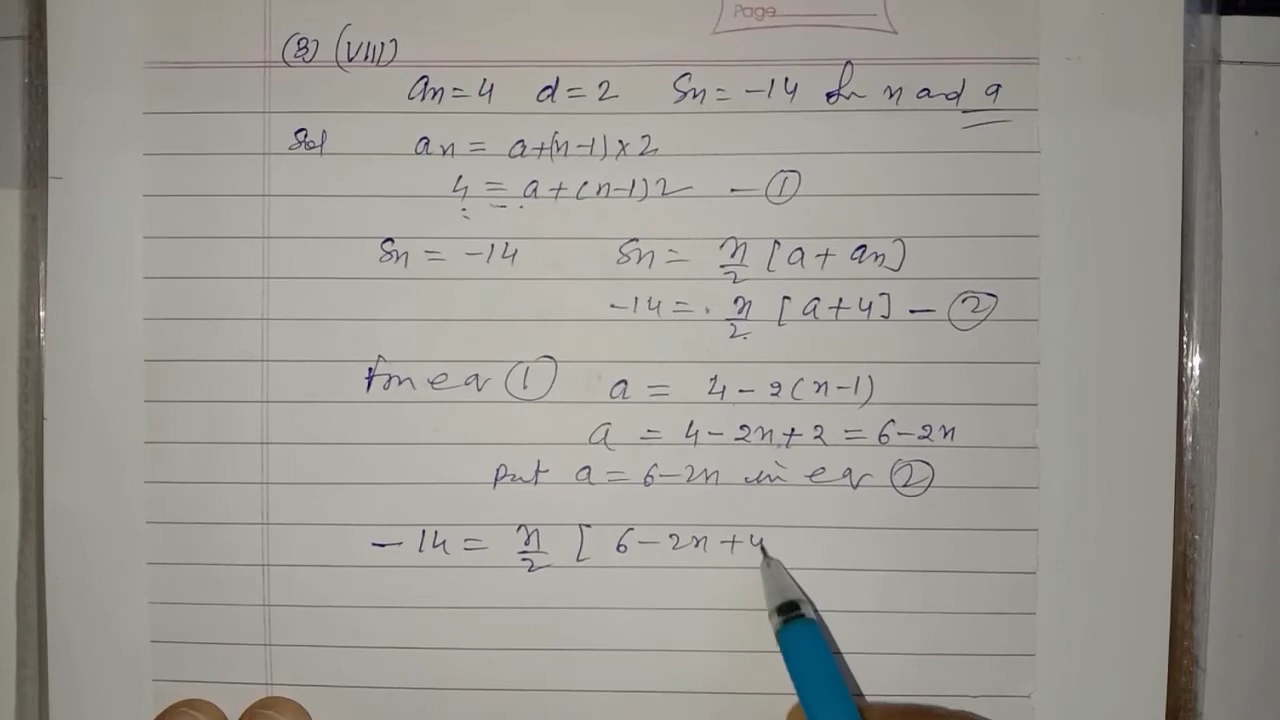 Page
(3) (VIII)
an = 4 d = 2 Sn = -14 n and a
Sol an = a+(n-1)×2
4 = a+(n-1)2 - ①
Sn = -14 Sn = n/2 [a+an]
-14 = n/2 [a+4] - ②
from eq ① a = 4-2(n-1)
a = 4-2n+2 = 6-2n
Put a = 6-2n in eq ②
-14 = n/2 [ 6-2n+4